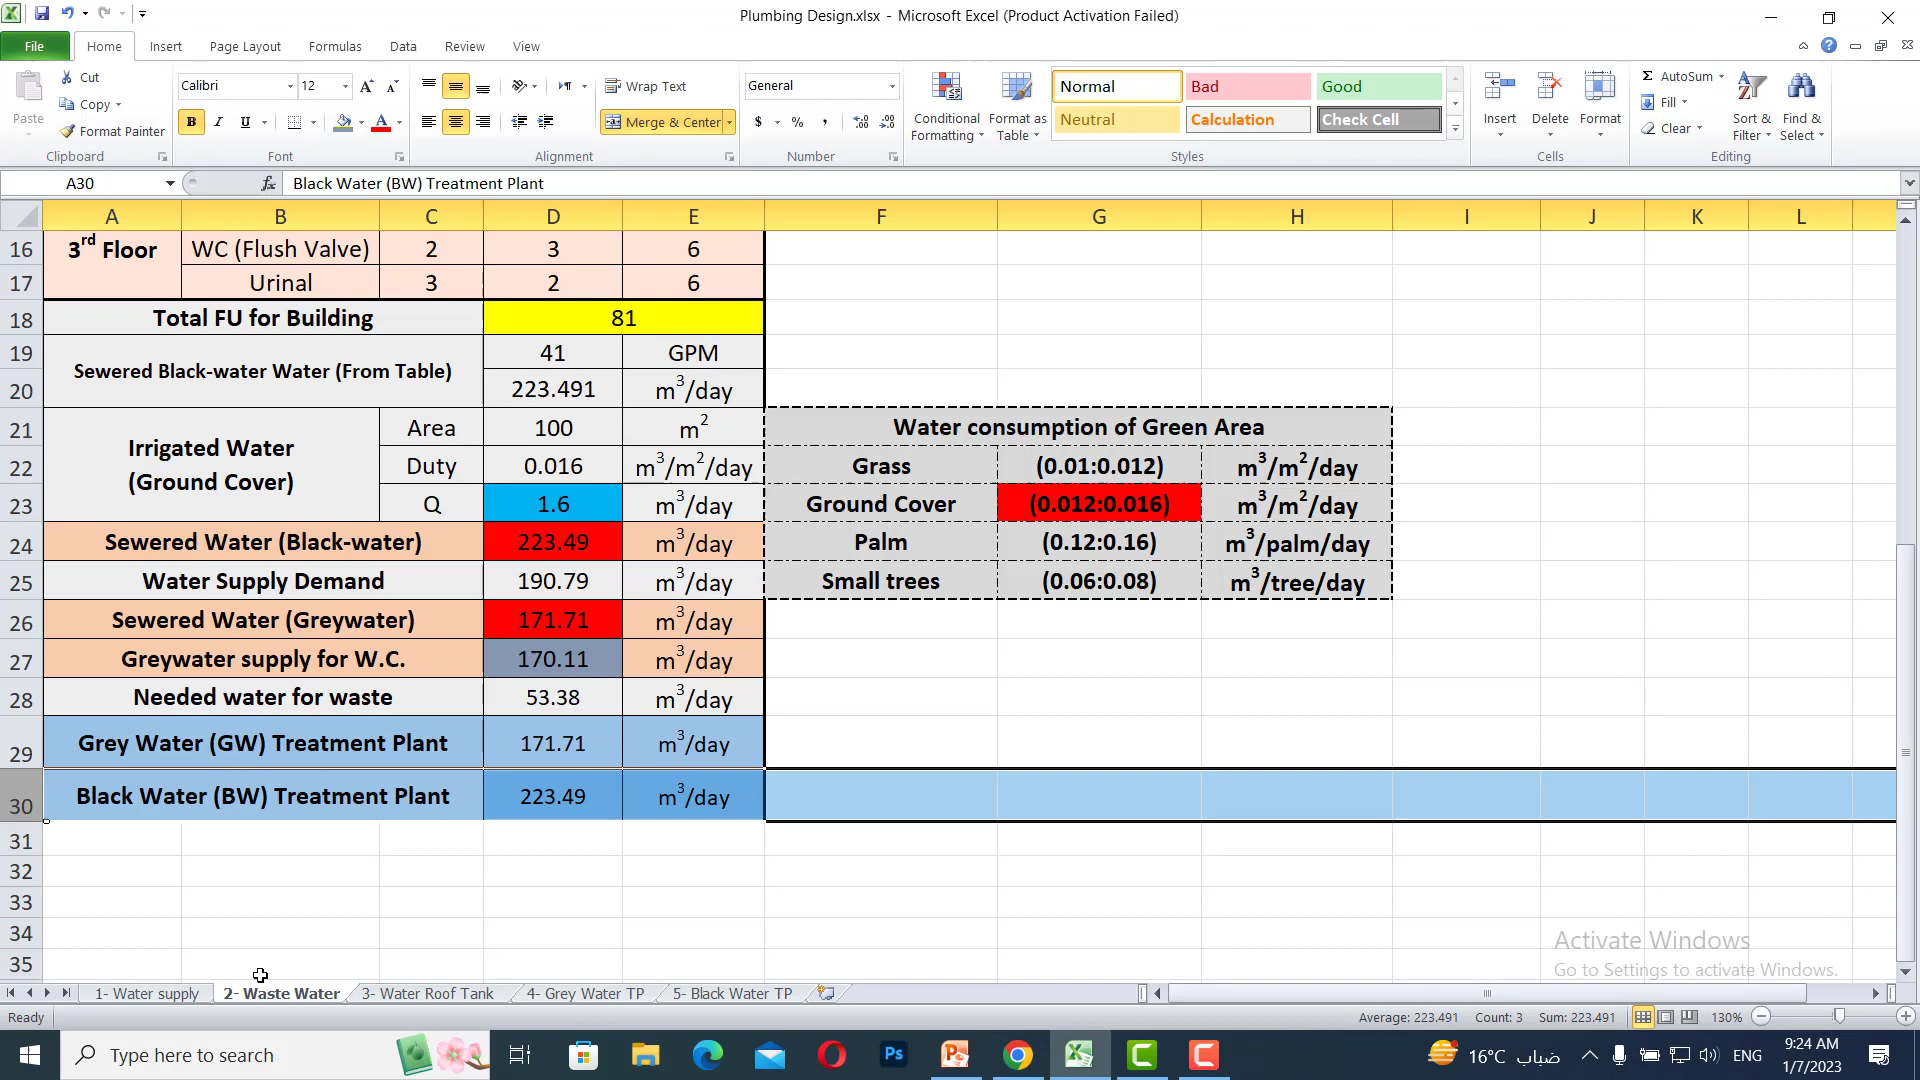 Plumbing Design.xlsx - Microsoft Excel (Product Activation Failed)
File Home Insert Page Layout Formulas Data Review View
Paste
Cut
Copy
Format Painter
Clipboard
Calibri 12
B I U
Font
Wrap Text
Merge & Center
Alignment
General
$ % ,
Number
Conditional Formatting
Format as Table
Normal Bad Good
Neutral Calculation Check Cell
Styles
Insert Delete Format
Cells
AutoSum
Fill
Clear
Sort & Filter
Find & Select
Editing
A30 fx Black Water (BW) Treatment Plant
A B C D E F G H I J K L
16 3rd Floor WC (Flush Valve) 2 3 6
17 Urinal 3 2 6
18 Total FU for Building 81
19 Sewered Black-water Water (From Table) 41 GPM
20 223.491 m3/day
21 Irrigated Water (Ground Cover) Area 100 m2 Water consumption of Green Area
22 Duty 0.016 m3/m2/day Grass (0.01:0.012) m3/m2/day
23 Q 1.6 m3/day Ground Cover (0.012:0.016) m3/m2/day
24 Sewered Water (Black-water) 223.49 m3/day Palm (0.12:0.16) m3/palm/day
25 Water Supply Demand 190.79 m3/day Small trees (0.06:0.08) m3/tree/day
26 Sewered Water (Greywater) 171.71 m3/day
27 Greywater supply for W.C. 170.11 m3/day
28 Needed water for waste 53.38 m3/day
29 Grey Water (GW) Treatment Plant 171.71 m3/day
30 Black Water (BW) Treatment Plant 223.49 m3/day
31
32
33
34
35
Activate Windows
Go to Settings to activate Windows.
1- Water supply 2- Waste Water 3- Water Roof Tank 4- Grey Water TP 5- Black Water TP
Ready Average: 223.491 Count: 3 Sum: 223.491 130%
Type here to search
Ps
16°C ضباب
ENG
9:24 AM
1/7/2023